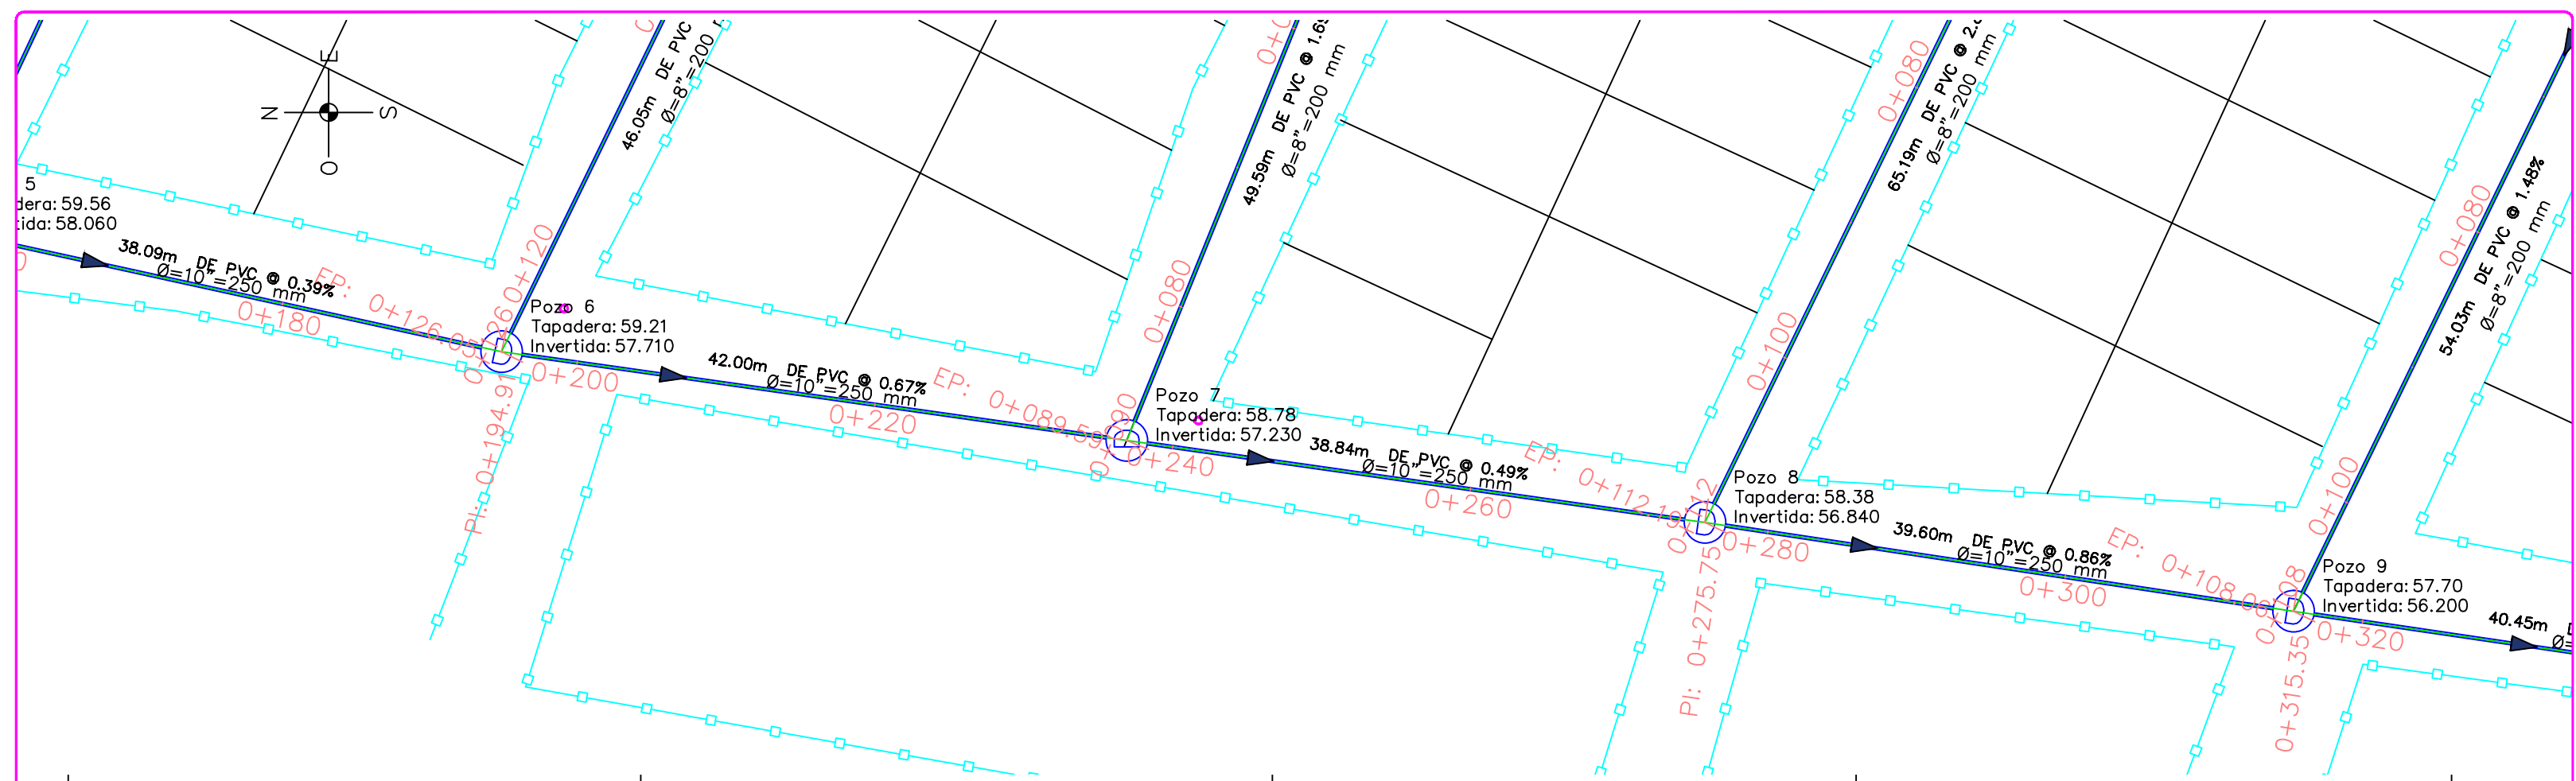 E
N
S
O
5
dera: 59.56
tida: 58.060
38.09m DE PVC @ 0.39%
Ø=10"=250 mm
0+180
EP: 0+126.05
0+120
46.05m DE PVC
Ø=8"=200
Pozo 6
Tapadera: 59.21
Invertida: 57.710
PI: 0+194.91
0+200
42.00m DE PVC @ 0.67%
Ø=10"=250 mm
0+220
EP: 0+089.59
0+080
49.59m DE PVC @ 1.69
Ø=8"=200 mm
Pozo 7
Tapadera: 58.78
Invertida: 57.230
0+240
38.84m DE PVC @ 0.49%
Ø=10"=250 mm
0+260
EP: 0+112.19
0+080
0+100
65.19m DE PVC @ 2.
Ø=8"=200 mm
0+112
Pozo 8
Tapadera: 58.38
Invertida: 56.840
PI: 0+275.75
0+280
39.60m DE PVC @ 0.86%
Ø=10"=250 mm
0+300
EP: 0+108.08
0+080
0+100
54.03m DE PVC @ 1.48%
Ø=8"=200 mm
0+108
Pozo 9
Tapadera: 57.70
Invertida: 56.200
0+315.35
0+320
40.45m
Ø=